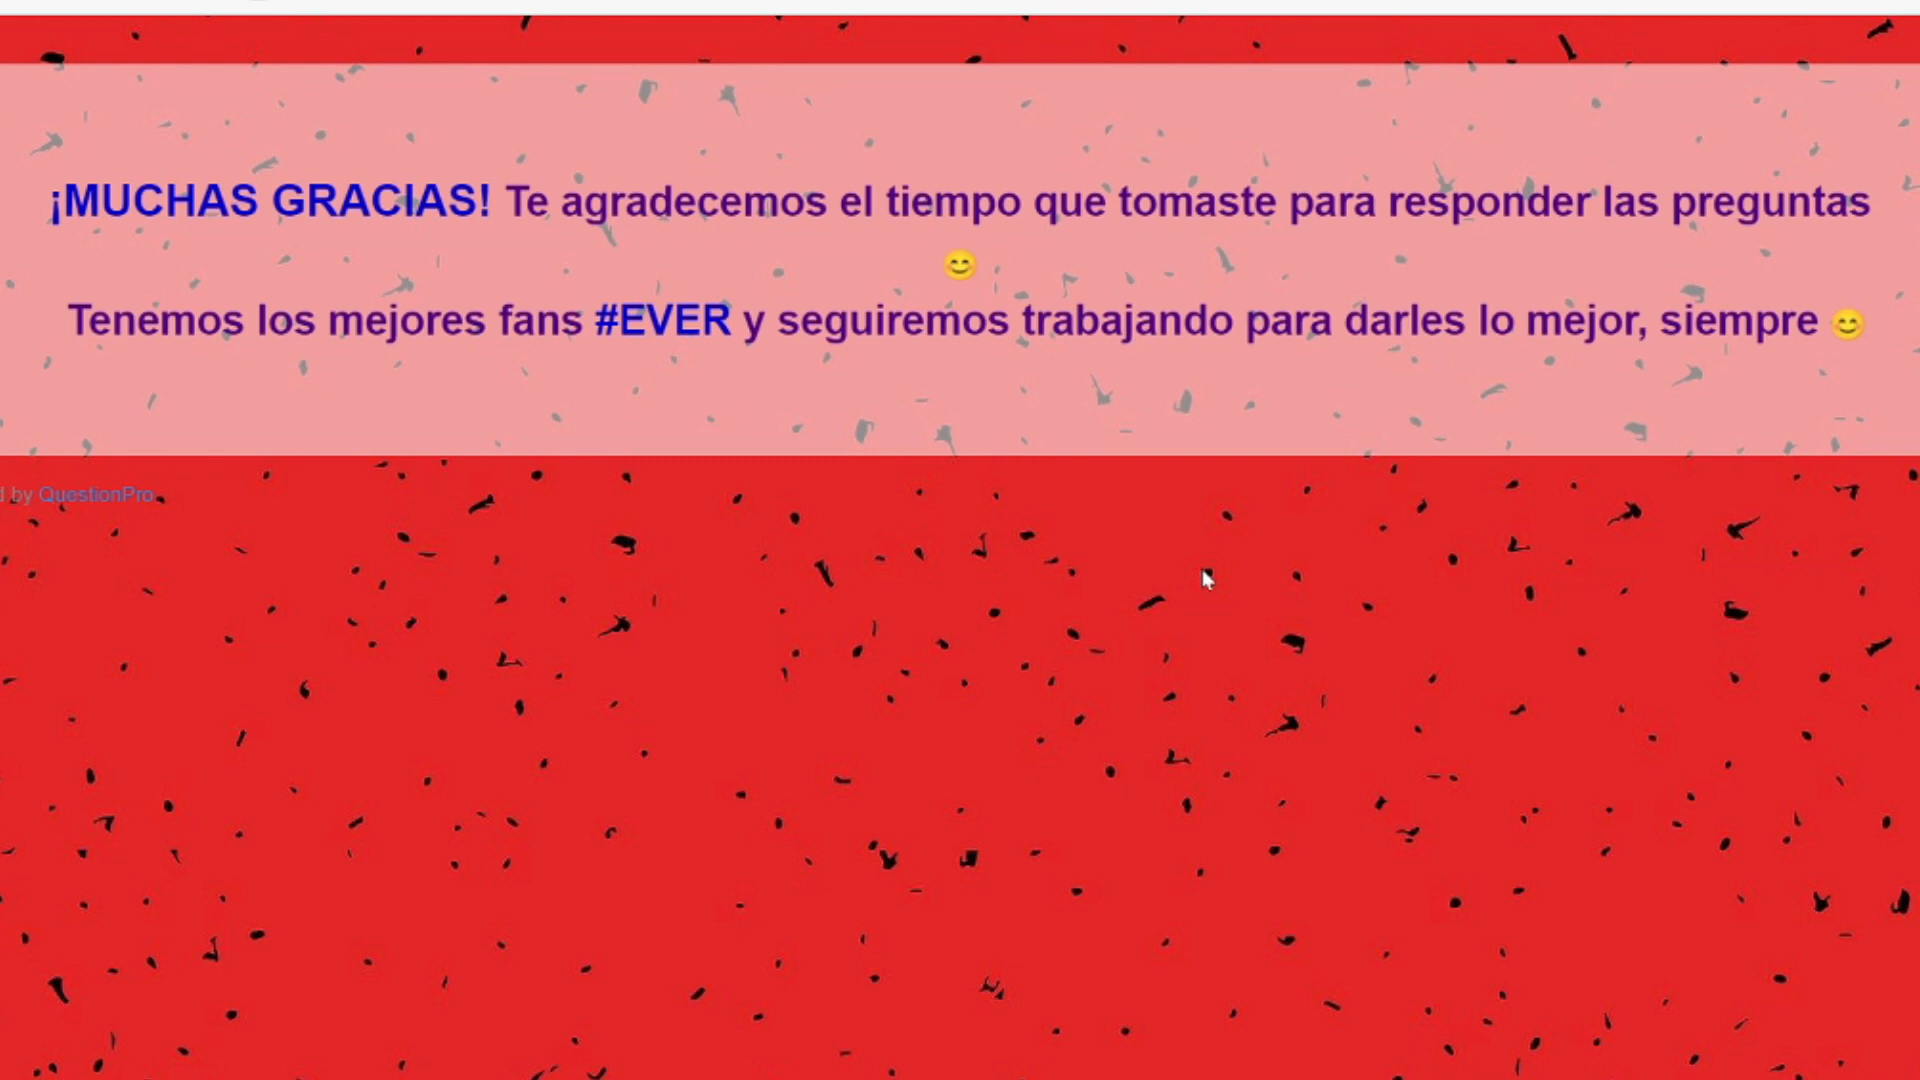 ¡MUCHAS GRACIAS! Te agradecemos el tiempo que tomaste para responder las preguntas
😊
Tenemos los mejores fans #EVER y seguiremos trabajando para darles lo mejor, siempre 😊
d by QuestionPro